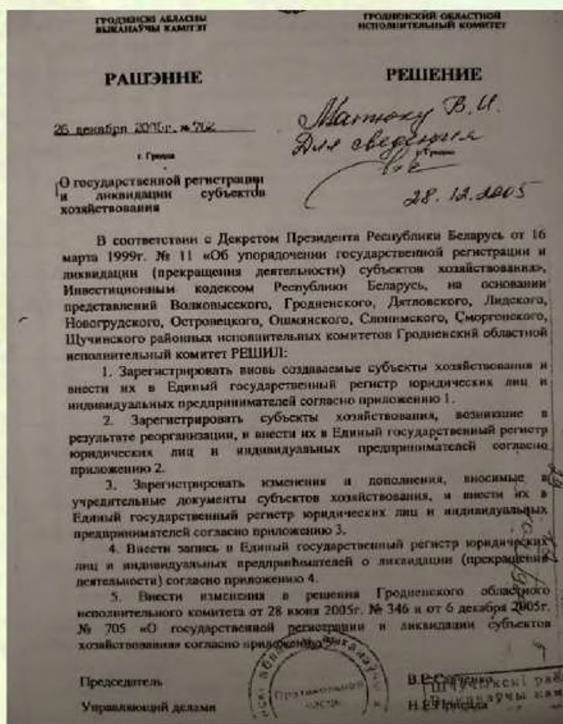 ГРОДЗЕНСКІ АБЛАСНЫ
ВЫКАНАЎЧЫ КАМІТЭТ
ГРОДНЕНСКИЙ ОБЛАСТНОЙ
ИСПОЛНИТЕЛЬНЫЙ КОМИТЕТ
РАШЭННЕ
РЕШЕНИЕ
26 декабря 2005г. № 762
г. Гродна
Матюку В.И.
Для сведения
28.12.2005
О государственной регистрации
и ликвидации субъектов
хозяйствования
В соответствии с Декретом Президента Республики Беларусь от 16
марта 1999г. № 11 «Об упорядочении государственной регистрации и
ликвидации (прекращения деятельности) субъектов хозяйствования»,
Инвестиционным кодексом Республики Беларусь, на основании
представлений Волковысского, Гродненского, Дятловского, Лидского,
Новогрудского, Островецкого, Ошмянского, Слонимского, Сморгонского,
Щучинского районных исполнительных комитетов Гродненский областной
исполнительный комитет РЕШИЛ:
1. Зарегистрировать вновь создаваемые субъекты хозяйствования и
внести их в Единый государственный регистр юридических лиц и
индивидуальных предпринимателей согласно приложению 1.
2. Зарегистрировать субъекты хозяйствования, возникшие в
результате реорганизации, и внести их в Единый государственный регистр
юридических лиц и индивидуальных предпринимателей согласно
приложению 2.
3. Зарегистрировать изменения и дополнения, вносимые в
учредительные документы субъектов хозяйствования, и внести их в
Единый государственный регистр юридических лиц и индивидуальных
предпринимателей согласно приложению 3.
4. Внести запись в Единый государственный регистр юридических
лиц и индивидуальных предпринимателей о ликвидации (прекращении
деятельности) согласно приложению 4.
5. Внести изменения в решения Гродненского областного
исполнительного комитета от 28 июня 2005г. № 346 и от 6 декабря 2005г.
№ 705 «О государственной регистрации и ликвидации субъектов
хозяйствования» согласно приложению
Председатель
В.Е.Савченко
Управляющий делами